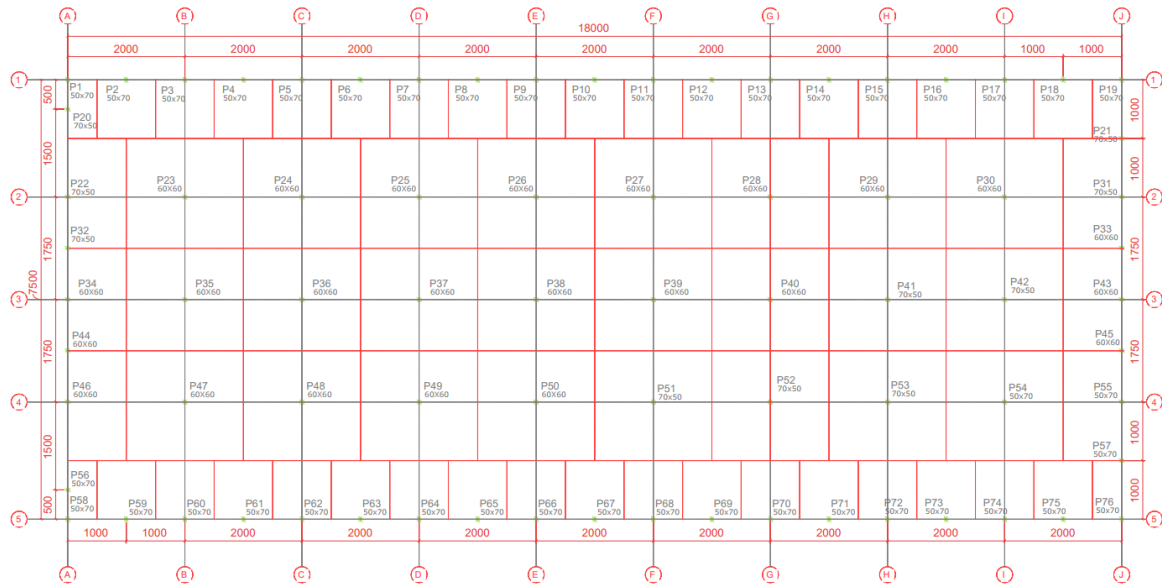 A B C D E F G H I J
18000
2000 2000 2000 2000 2000 2000 2000 2000 1000 1000
1 1
P1 P2 P3 P4 P5 P6 P7 P8 P9 P10 P11 P12 P13 P14 P15 P16 P17 P18 P19
50x70 50x70 50x70 50x70 50x70 50x70 50x70 50x70 50x70 50x70 50x70 50x70 50x70 50x70 50x70 50x70 50x70 50x70 50x70
500 1000
P20
70x50
P21
70x50
1500 1000
P22 P23 P24 P25 P26 P27 P28 P29 P30 P31
70x50 60X60 60X60 60X60 60X60 60X60 60X60 60X60 60X60 70x50
2 2
P32 P33
70x50 60X60
1750 1750
7500
P34 P35 P36 P37 P38 P39 P40 P41 P42 P43
60X60 60X60 60X60 60X60 60X60 60X60 60X60 70x50 70x50 60X60
3 3
P44 P45
60X60 60X60
1750 1750
P46 P47 P48 P49 P50 P51 P52 P53 P54 P55
60X60 60X60 60X60 60X60 60X60 70x50 70x50 70x50 50x70 50x70
4 4
1500 1000
P57
50x70
P56
50x70
500 1000
P58 P59 P60 P61 P62 P63 P64 P65 P66 P67 P68 P69 P70 P71 P72 P73 P74 P75 P76
50x70 50x70 50x70 50x70 50x70 50x70 50x70 50x70 50x70 50x70 50x70 50x70 50x70 50x70 50x70 50x70 50x70 50x70 50x70
5 5
1000 1000 2000 2000 2000 2000 2000 2000 2000 2000
A B C D E F G H I J